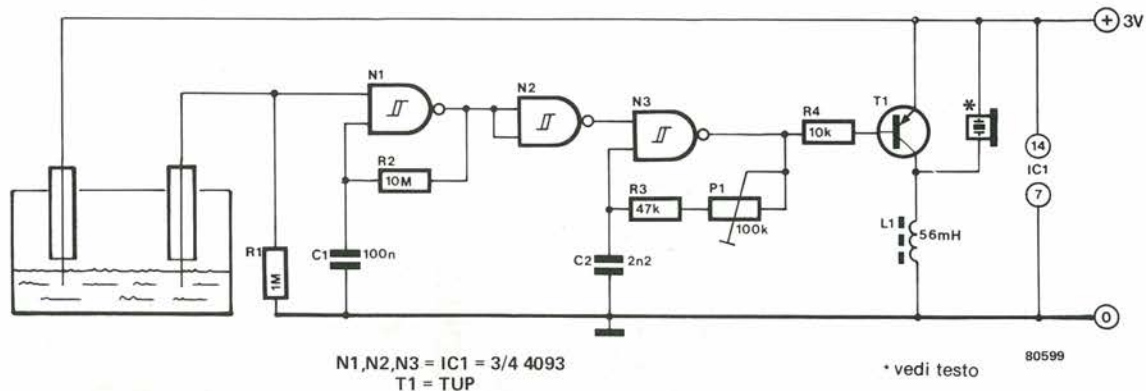 + 3V
N1
N2
N3
T1
*
R4
10k
14
IC1
7
R2
10M
R3
47k
P1
100k
R1
1M
C1
100n
C2
2n2
L1
56mH
0
N1,N2,N3 = IC1 = 3/4 4093
T1 = TUP
* vedi testo
80599